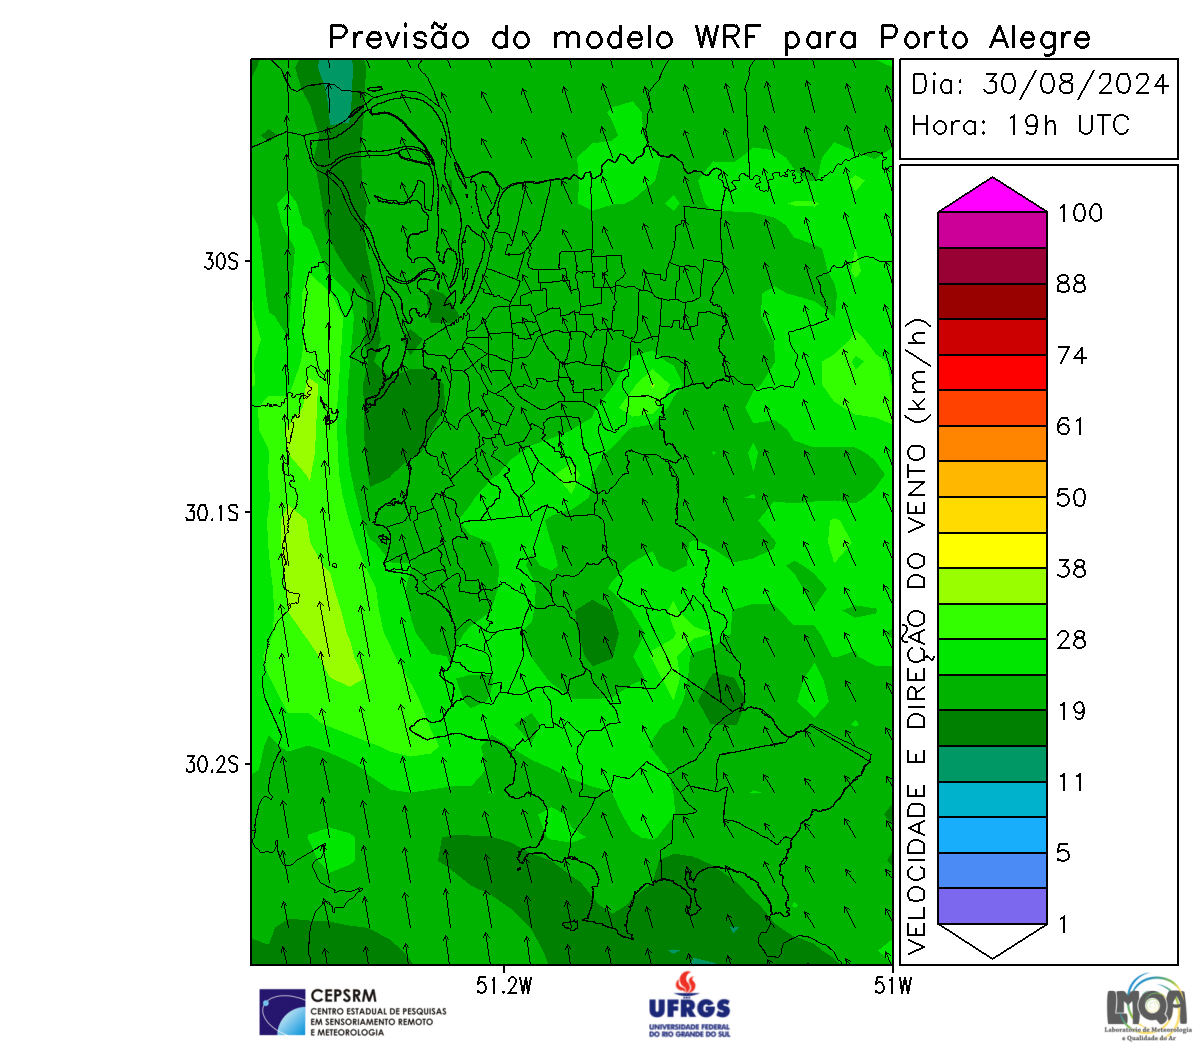 Previsão do modelo WRF para Porto Alegre
Dia: 30/08/2024
Hora: 19h UTC
30S
30.1S
30.2S
51.2W
51W
VELOCIDADE E DIREÇÃO DO VENTO (km/h)
100
88
74
61
50
38
28
19
11
5
1
CEPSRM
CENTRO ESTADUAL DE PESQUISAS
EM SENSORIAMENTO REMOTO
E METEOROLOGIA
UFRGS
UNIVERSIDADE FEDERAL
DO RIO GRANDE DO SUL
LMQA
Laboratório de Meteorologia
e Qualidade do Ar